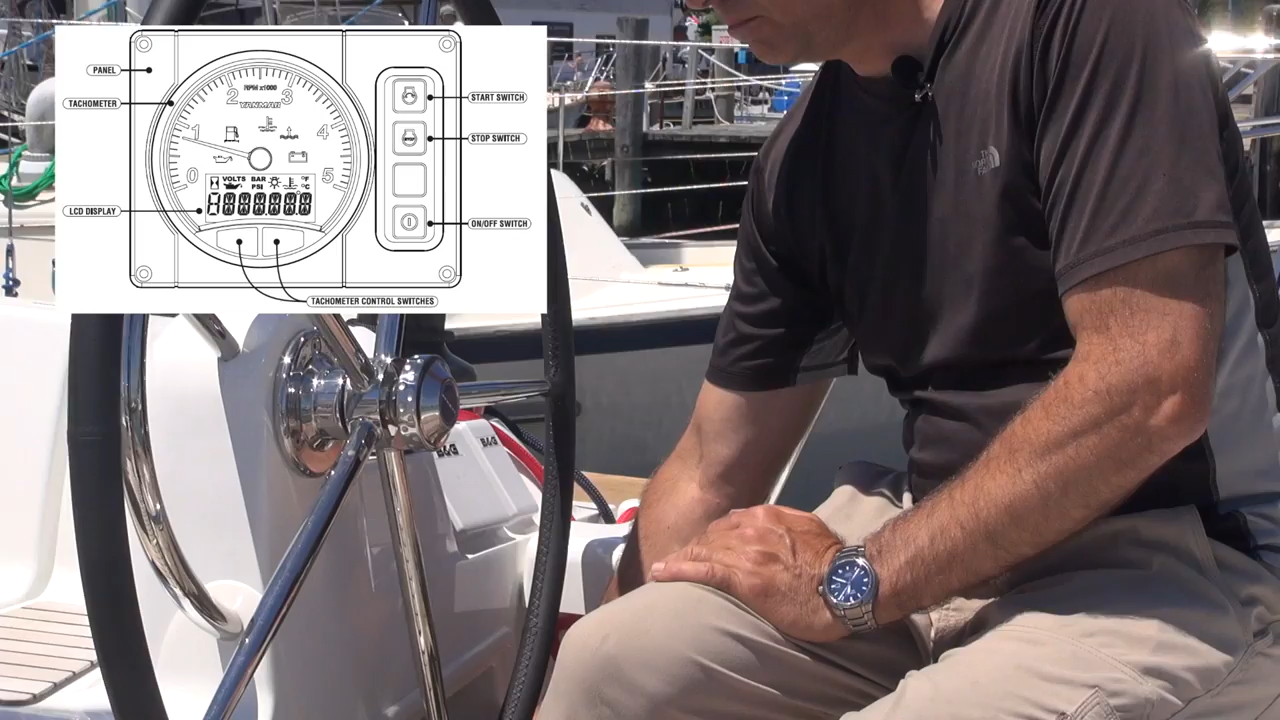 PANEL
TACHOMETER
LCD DISPLAY
RPM x1000
YANMAR
0
1
2
3
4
5
VOLTS
BAR
PSI
°F
°C
START SWITCH
STOP SWITCH
STOP
ON/OFF SWITCH
TACHOMETER CONTROL SWITCHES
THE
NORTH
FACE
B&G
B&G